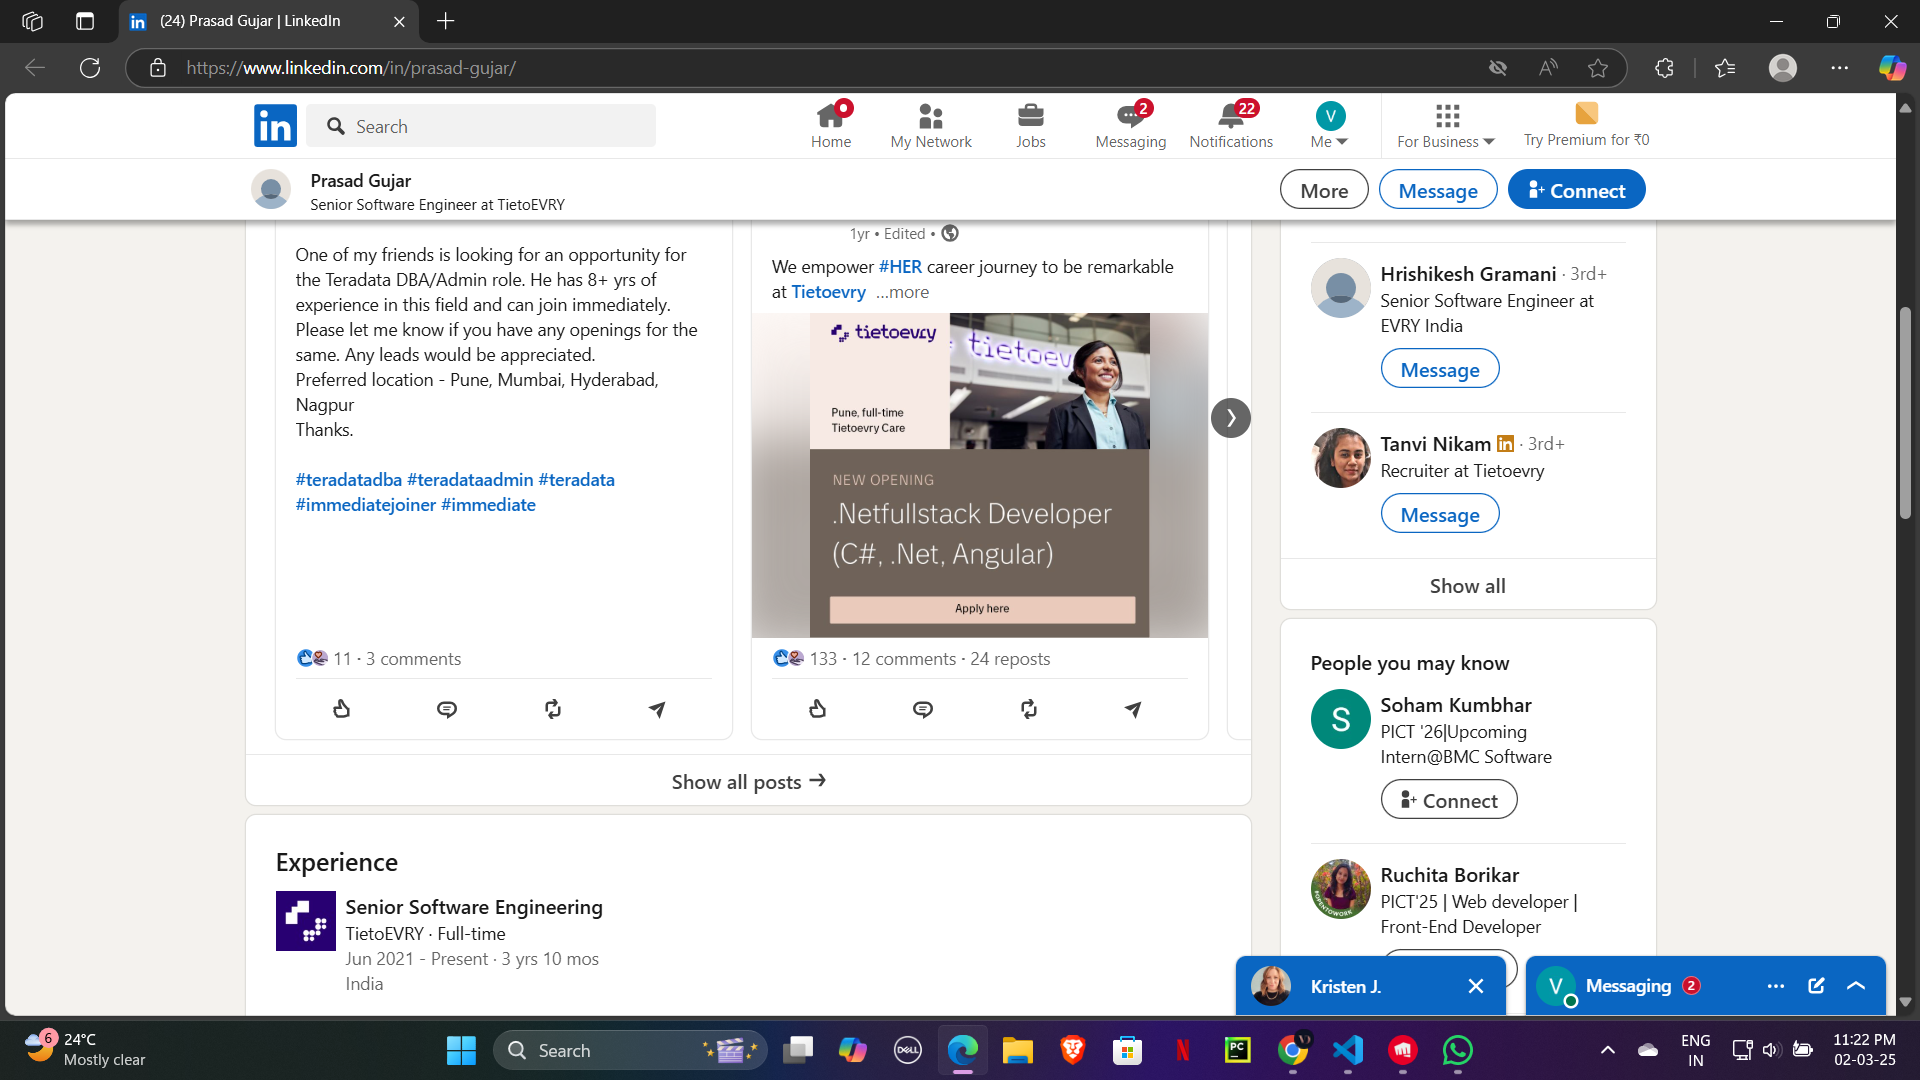 (24) Prasad Gujar | LinkedIn
https://www.linkedin.com/in/prasad-gujar/
in
Search
Home
My Network
Jobs
2
Messaging
22
Notifications
V
Me
For Business
Try Premium for ₹0
Prasad Gujar
Senior Software Engineer at TietoEVRY
More
Message
Connect
One of my friends is looking for an opportunity for
the Teradata DBA/Admin role. He has 8+ yrs of
experience in this field and can join immediately.
Please let me know if you have any openings for the
same. Any leads would be appreciated.
Preferred location - Pune, Mumbai, Hyderabad,
Nagpur
Thanks.
#teradatadba #teradataadmin #teradata
#immediatejoiner #immediate
11 · 3 comments
1yr • Edited •
We empower #HER career journey to be remarkable
at Tietoevry …more
tietoevry
tietoev
Pune, full-time
Tietoevry Care
NEW OPENING
.Netfullstack Developer
(C#, .Net, Angular)
Apply here
133 · 12 comments · 24 reposts
Show all posts →
Experience
Senior Software Engineering
TietoEVRY · Full-time
Jun 2021 - Present · 3 yrs 10 mos
India
Hrishikesh Gramani · 3rd+
Senior Software Engineer at
EVRY India
Message
Tanvi Nikam in · 3rd+
Recruiter at Tietoevry
Message
Show all
People you may know
S
Soham Kumbhar
PICT '26|Upcoming
Intern@BMC Software
Connect
Ruchita Borikar
PICT'25 | Web developer |
Front-End Developer
#OPENTOWORK
Kristen J.
V
Messaging 2
6
24°C
Mostly clear
Search
DELL
N
PC
ENG
IN
11:22 PM
02-03-25